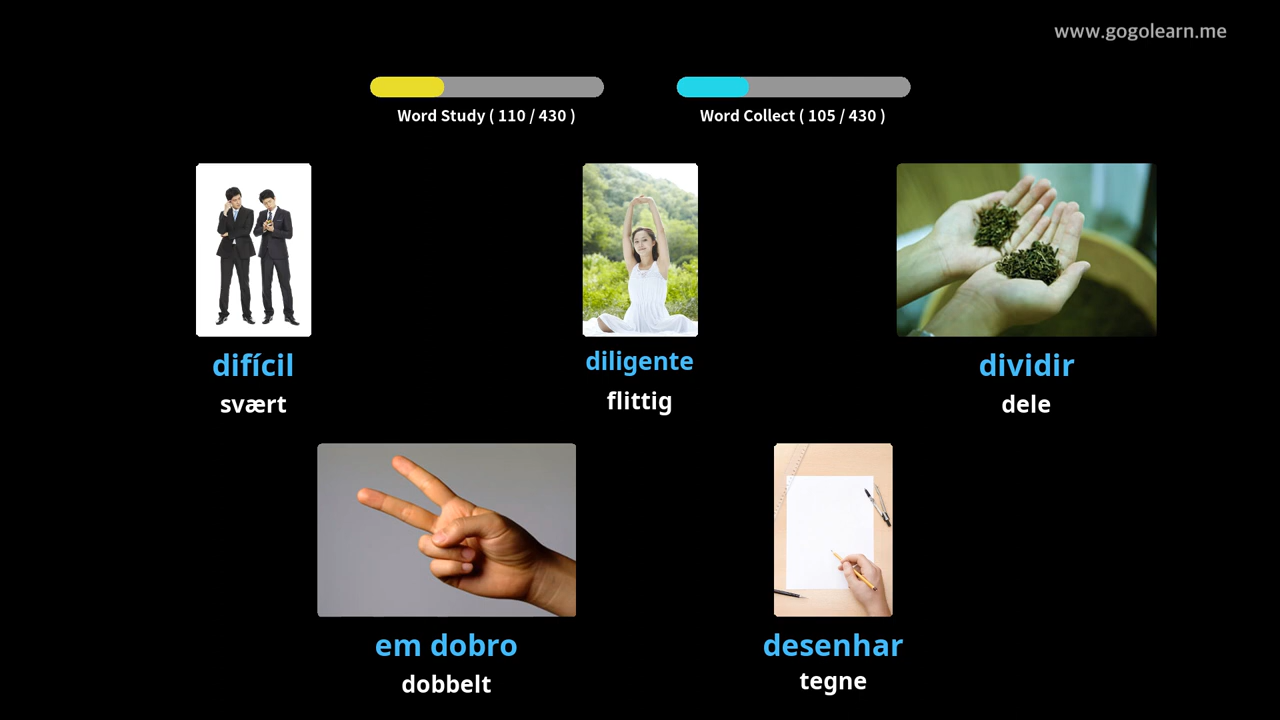 www.gogolearn.me
Word Study ( 110 / 430 )
Word Collect ( 105 / 430 )
difícil
svært
diligente
flittig
dividir
dele
em dobro
dobbelt
desenhar
tegne